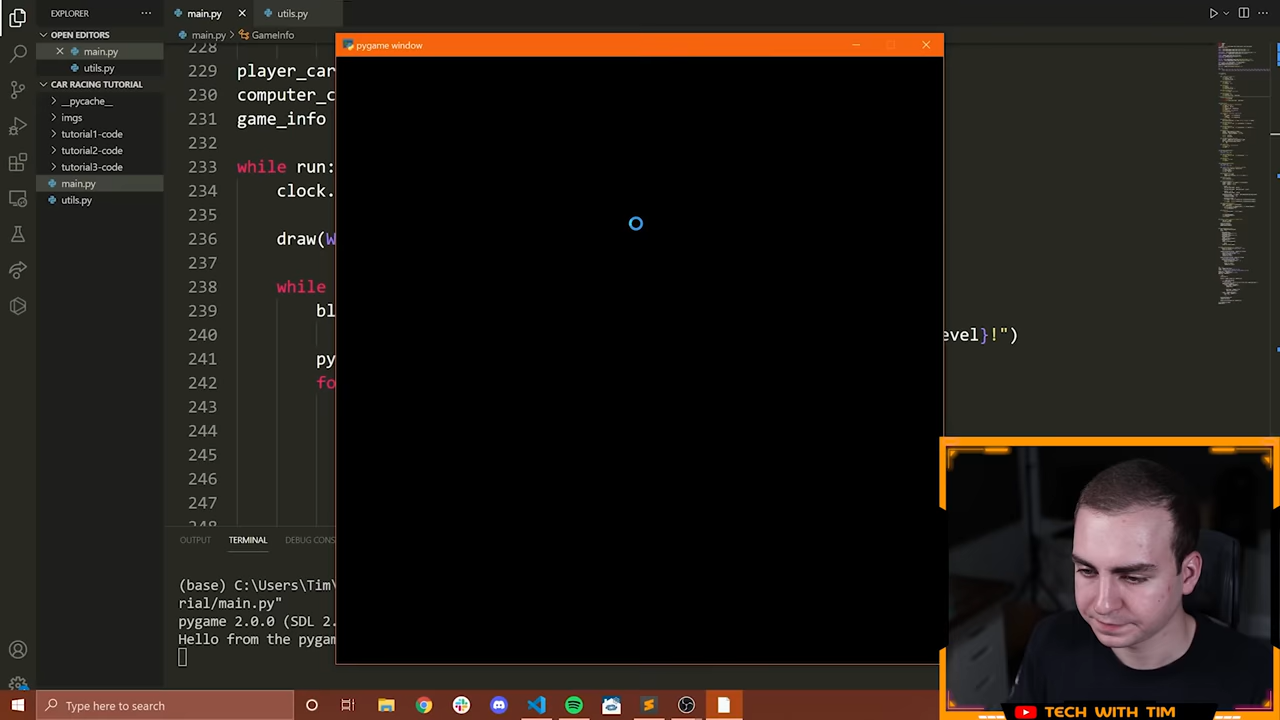 EXPLORER
main.py
utils.py
OPEN EDITORS
main.py
utils.py
CAR RACING TUTORIAL
__pycache__
imgs
tutorial1-code
tutorial2-code
tutorial3-code
main.py
utils.py
main.py > GameInfo
228
229 player_car
230 computer_c
231 game_info
232
233 while run:
234 clock.
235
236 draw(W
237
238 while
239 bl
240 evel}!")
241 py
242 fo
243
244
245
246
247
248
pygame window
OUTPUT TERMINAL DEBUG CONS
(base) C:\Users\Tim\
rial/main.py"
pygame 2.0.0 (SDL 2.
Hello from the pygam
Type here to search
TECH WITH TIM